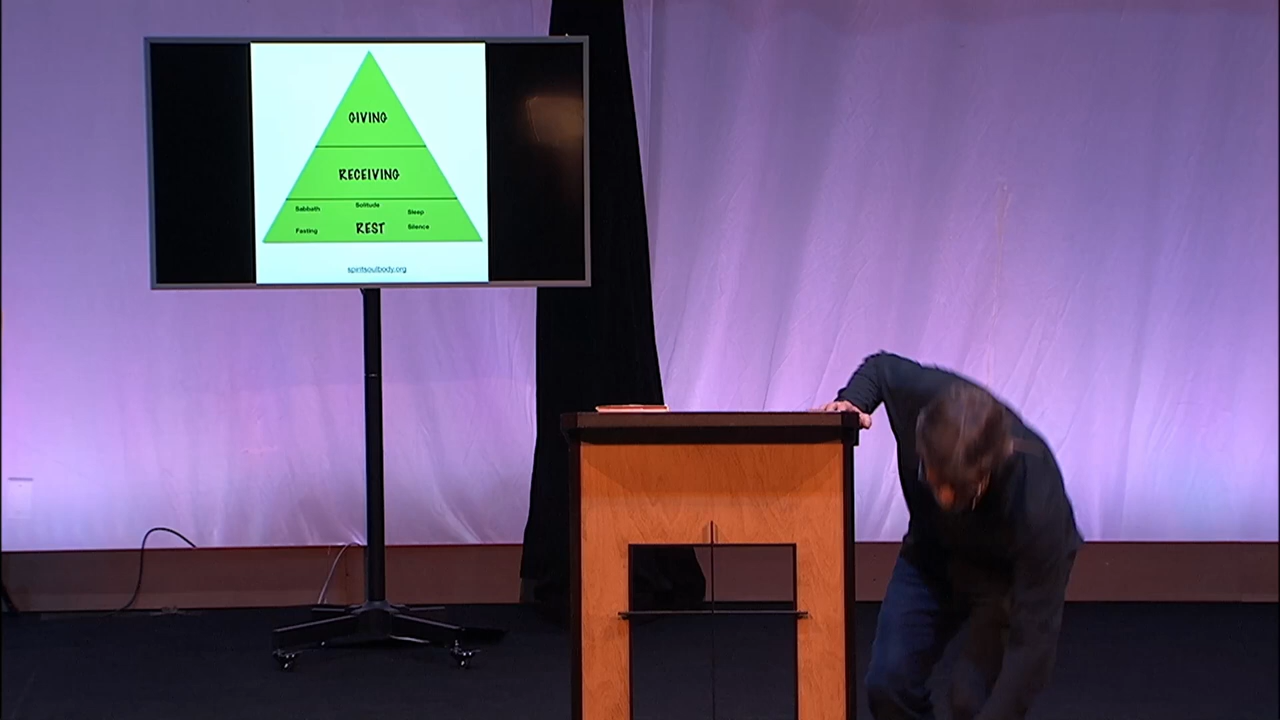 GIVING
RECEIVING
Sabbath Solitude Sleep
Fasting REST Silence
spiritsoulbody.org